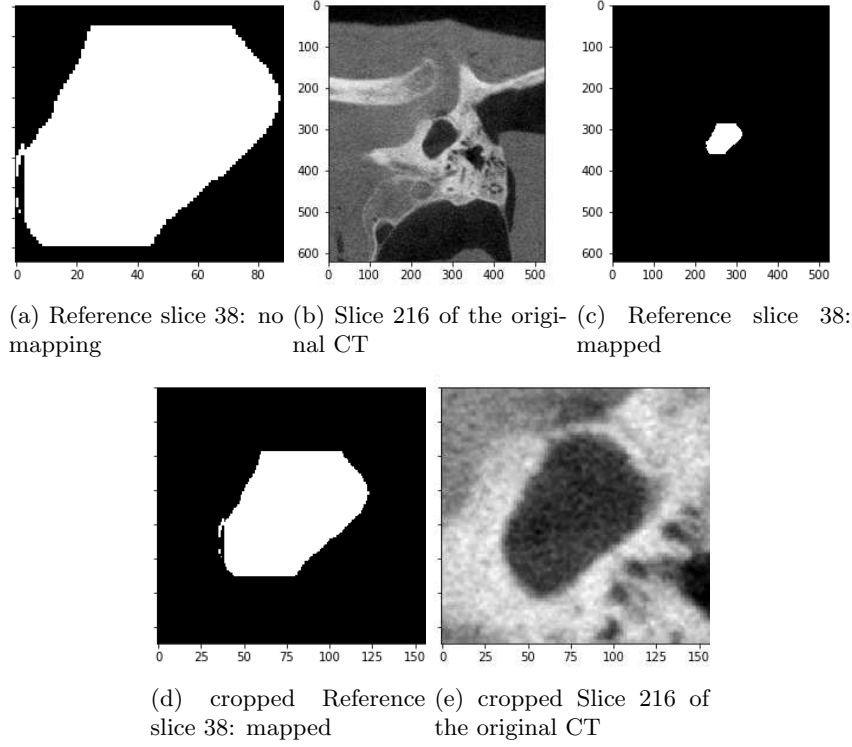 0
100
200
300
400
500
600
0
100
200
300
400
500
600
0 20 40 60 80
0 100 200 300 400 500
0 100 200 300 400 500
(a) Reference slice 38: no mapping
(b) Slice 216 of the origi-
nal CT
(c) Reference slice 38:
mapped
0 25 50 75 100 125 150
0 25 50 75 100 125 150
(d) cropped Reference
slice 38: mapped
(e) cropped Slice 216 of
the original CT